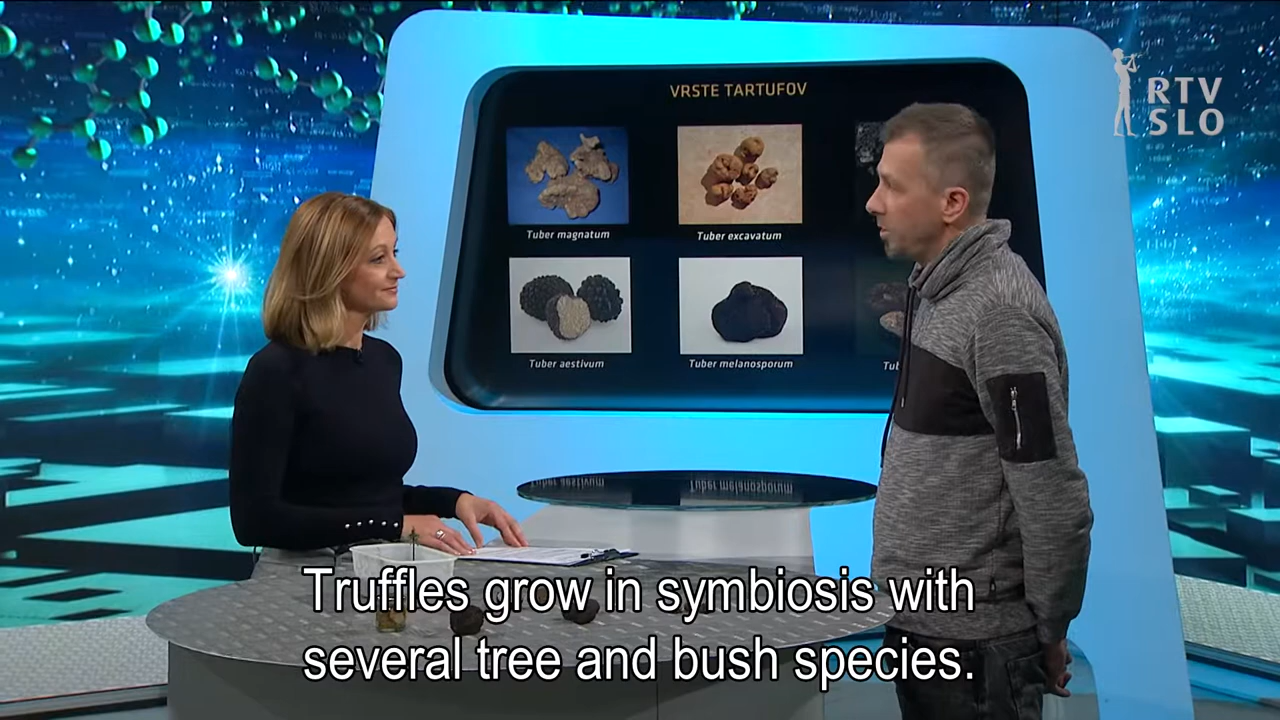 VRSTE TARTUFOV
RTV
SLO
Tuber magnatum
Tuber excavatum
Tuber aestivum
Tuber melanosporum
Truffles grow in symbiosis with
several tree and bush species.